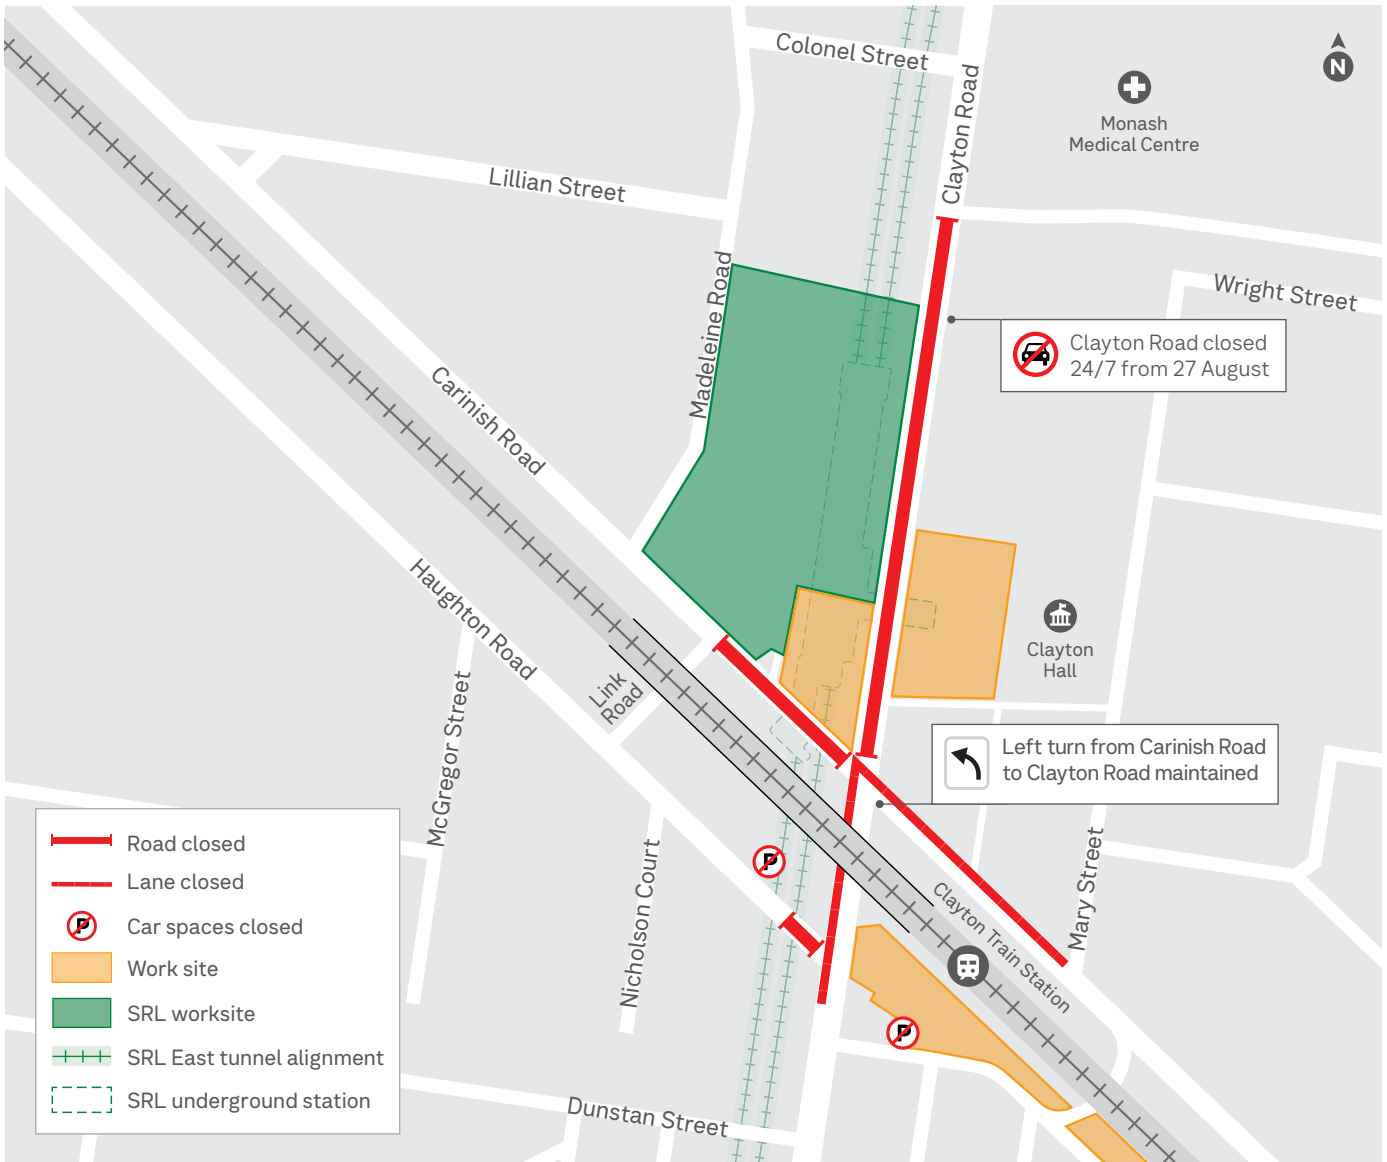 Colonel Street
Clayton Road
N
Monash
Medical Centre
Lillian Street
Madeleine Road
Wright Street
Clayton Road closed
24/7 from 27 August
Carinish Road
Haughton Road
Link
Road
McGregor Street
Nicholson Court
Clayton
Hall
Left turn from Carinish Road
to Clayton Road maintained
Mary Street
Clayton Train Station
P
P
Dunstan Street
Road closed
Lane closed
P
Car spaces closed
Work site
SRL worksite
SRL East tunnel alignment
SRL underground station